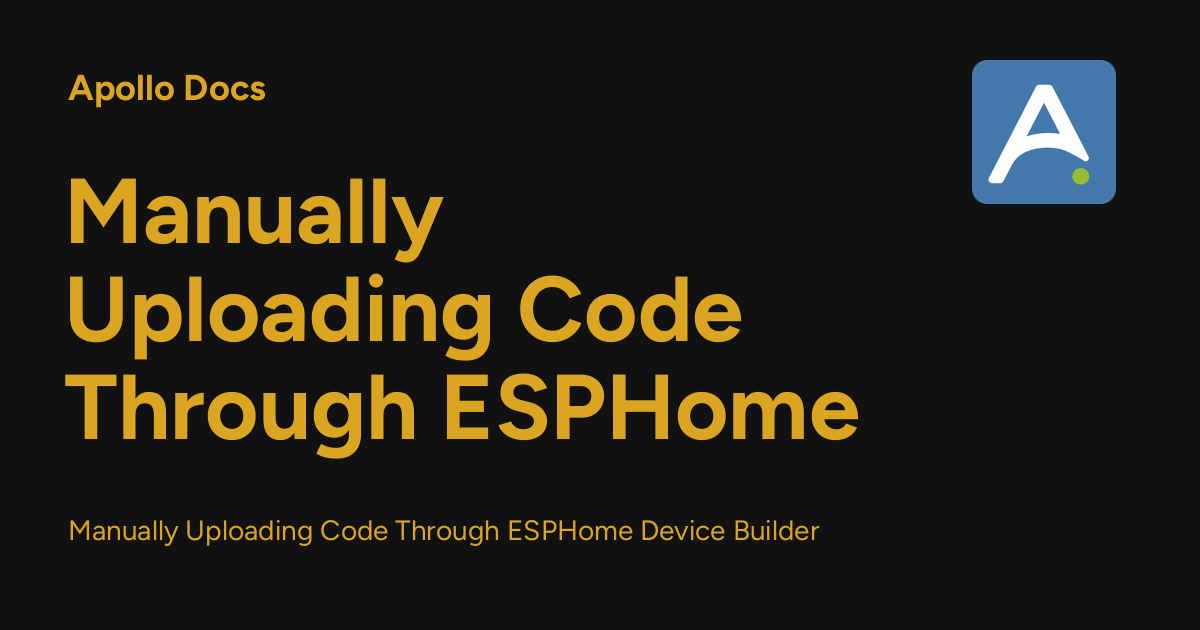 Apollo Docs
Manually
Uploading Code
Through ESPHome
Manually Uploading Code Through ESPHome Device Builder